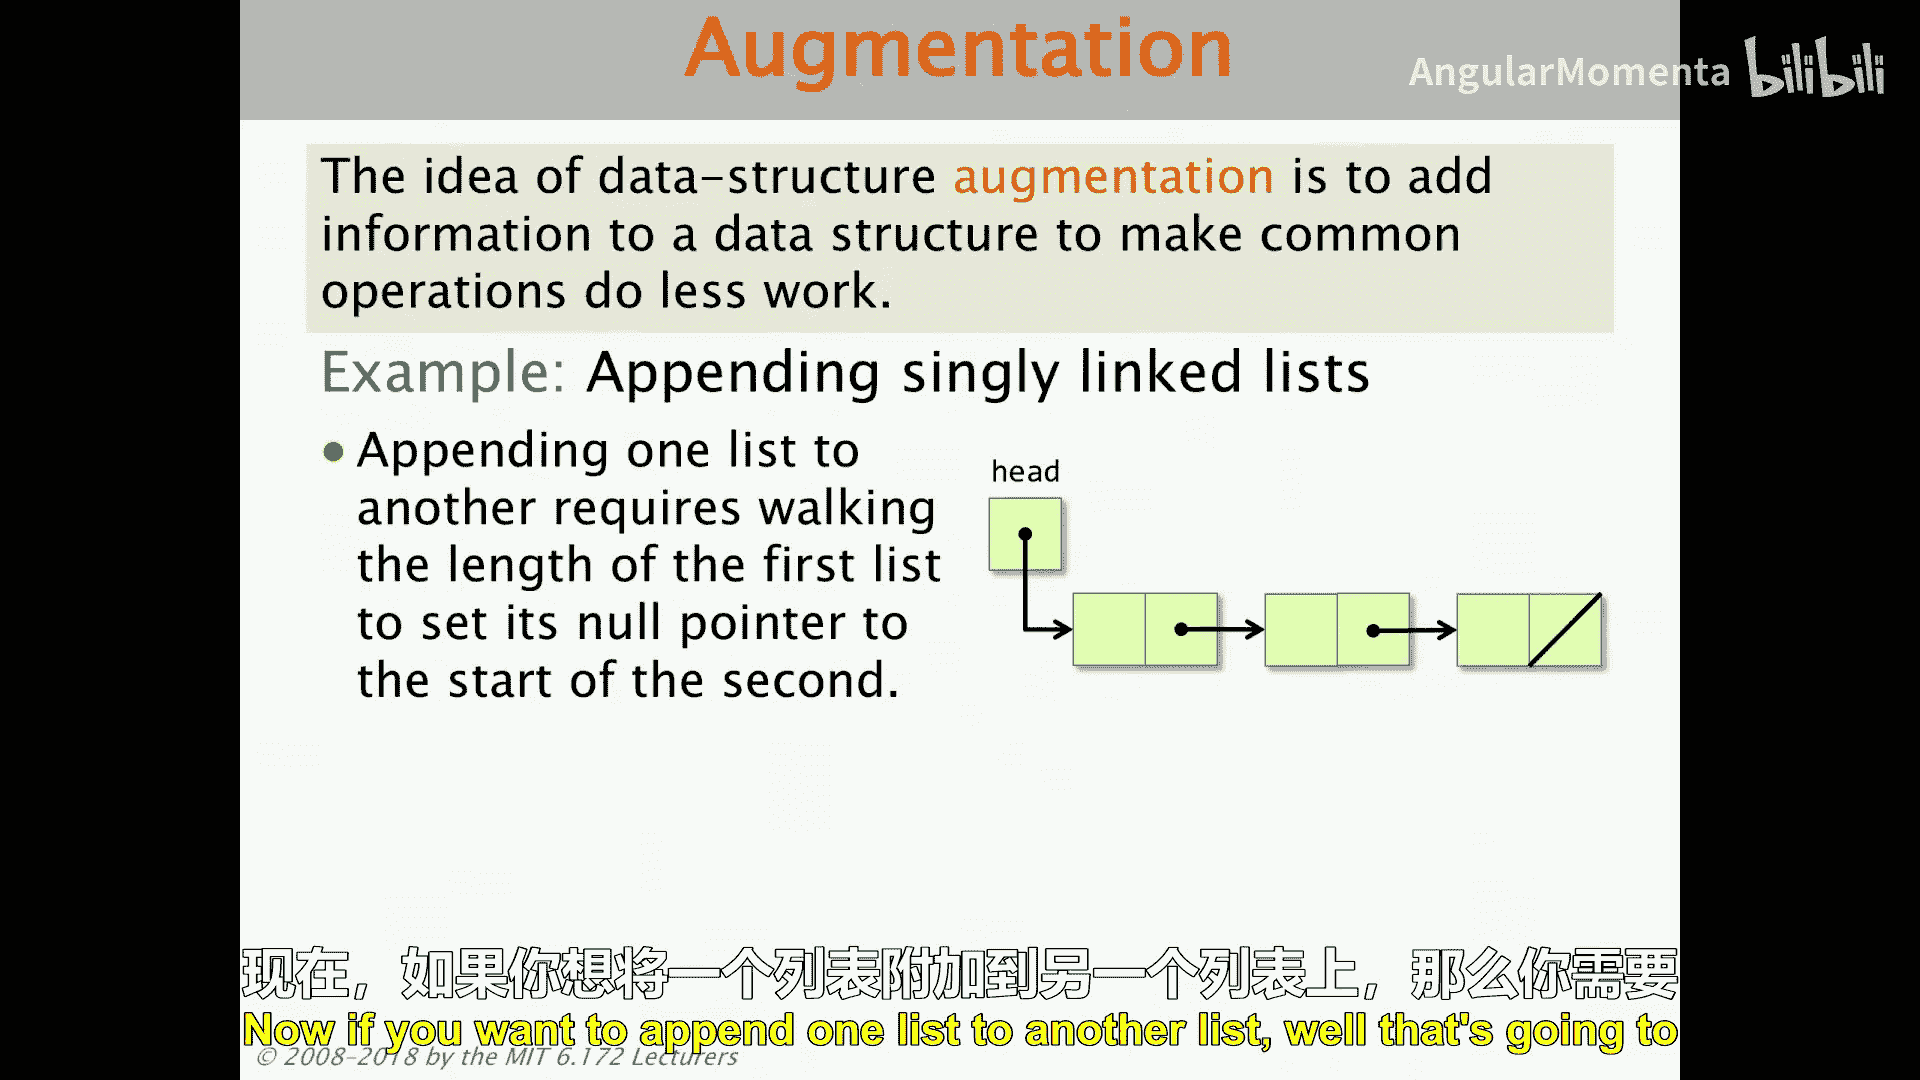 Augmentation
AngularMomenta bilibili
The idea of data-structure augmentation is to add
information to a data structure to make common
operations do less work.
Example: Appending singly linked lists
• Appending one list to
another requires walking
the length of the first list
to set its null pointer to
the start of the second.
head
现在，如果你想将一个列表附加到另一个列表上，那么你需要
Now if you want to append one list to another list, well that's going to
© 2008-2018 by the MIT 6.172 Lecturers